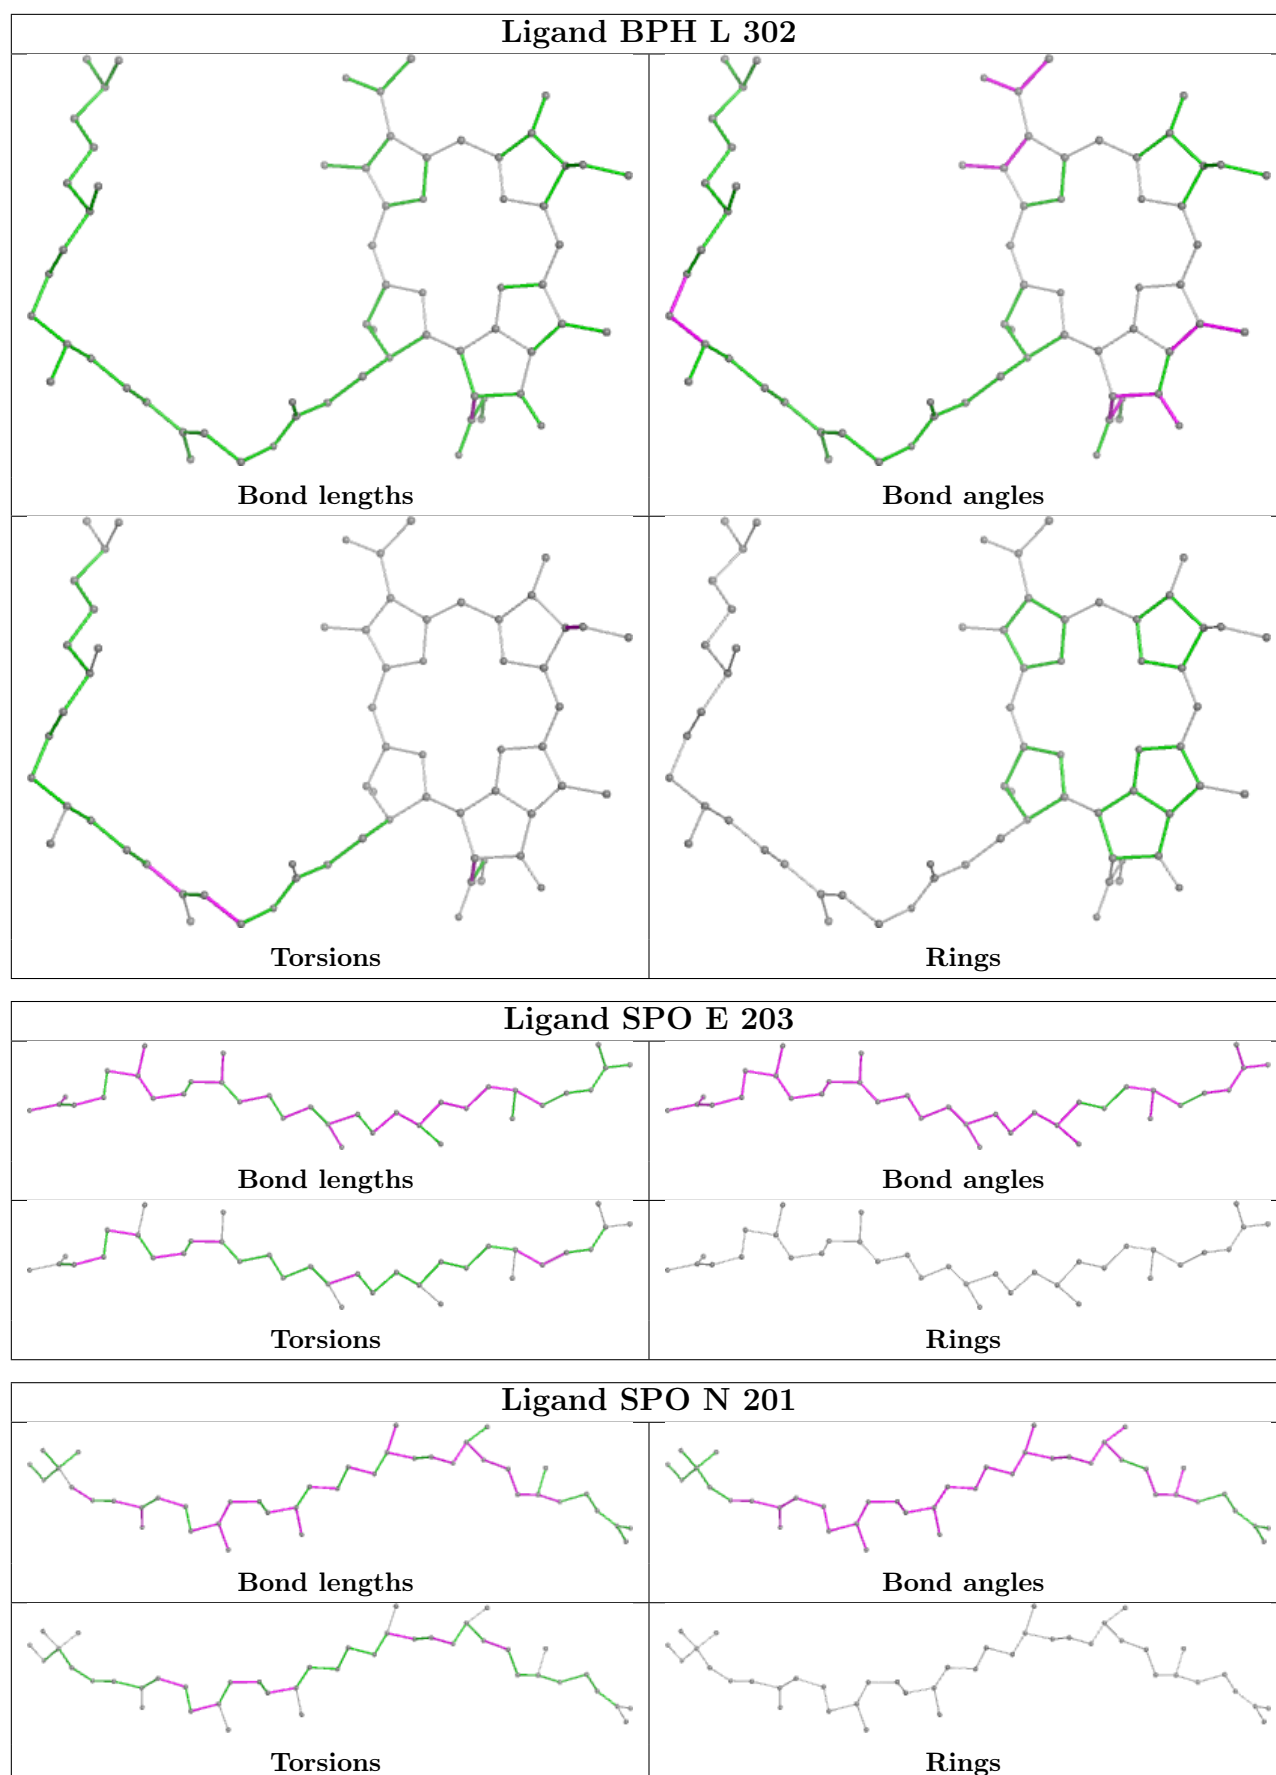 Ligand BPH L 302
Bond lengths
Bond angles
Torsions
Rings
Ligand SPO E 203
Bond lengths
Bond angles
Torsions
Rings
Ligand SPO N 201
Bond lengths
Bond angles
Torsions
Rings